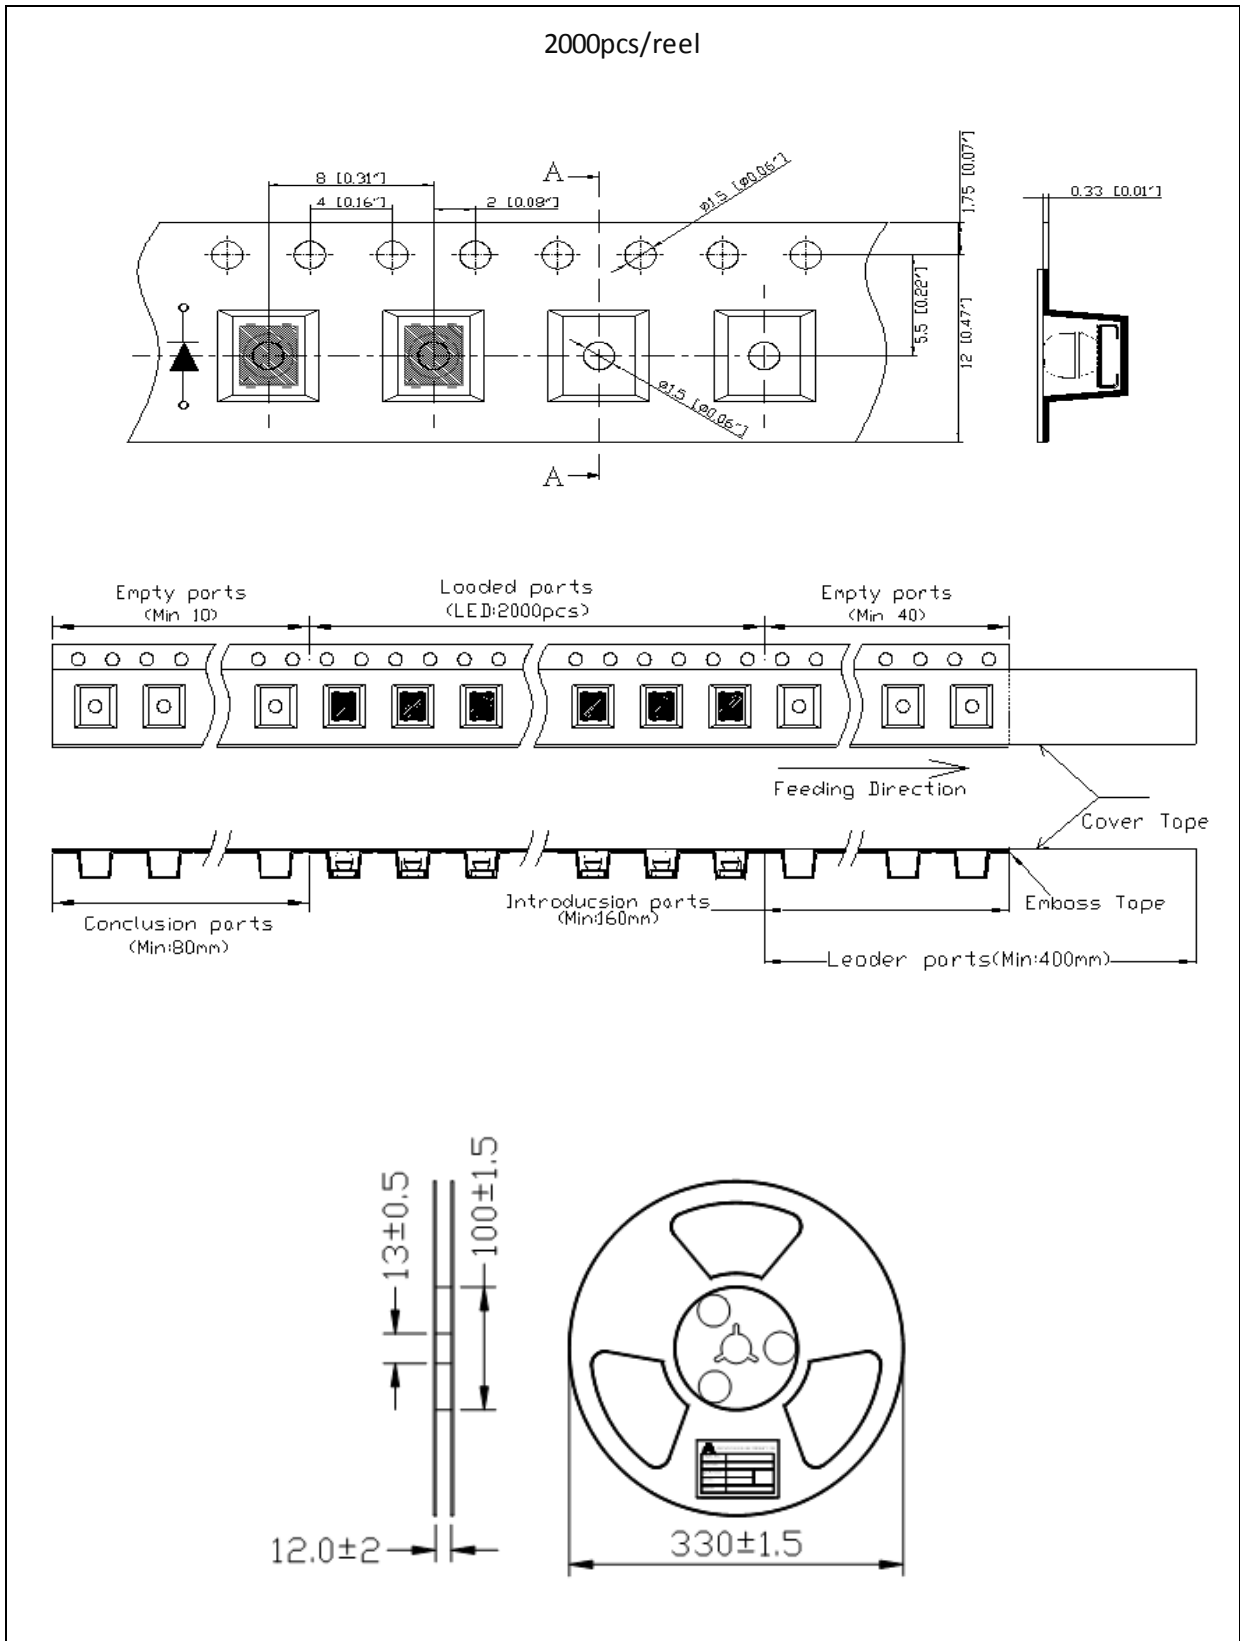 2000pcs/reel
8 [0.31"]
4 [0.16"]
2 [0.08"]
A
ø1.5 [ø0.06"]
1.75 [0.07"]
0.33 [0.01"]
5.5 [0.22"]
12 [0.47"]
ø1.5 [ø0.06"]
A
Empty parts
(Min 10)
Loaded parts
(LED:2000pcs)
Empty parts
(Min 40)
Feeding Direction
Cover Tape
Conclusion parts
(Min:80mm)
Introducsion parts
(Min:160mm)
Emboss Tape
Leader parts(Min:400mm)
13±0.5
100±1.5
12.0±2
330±1.5